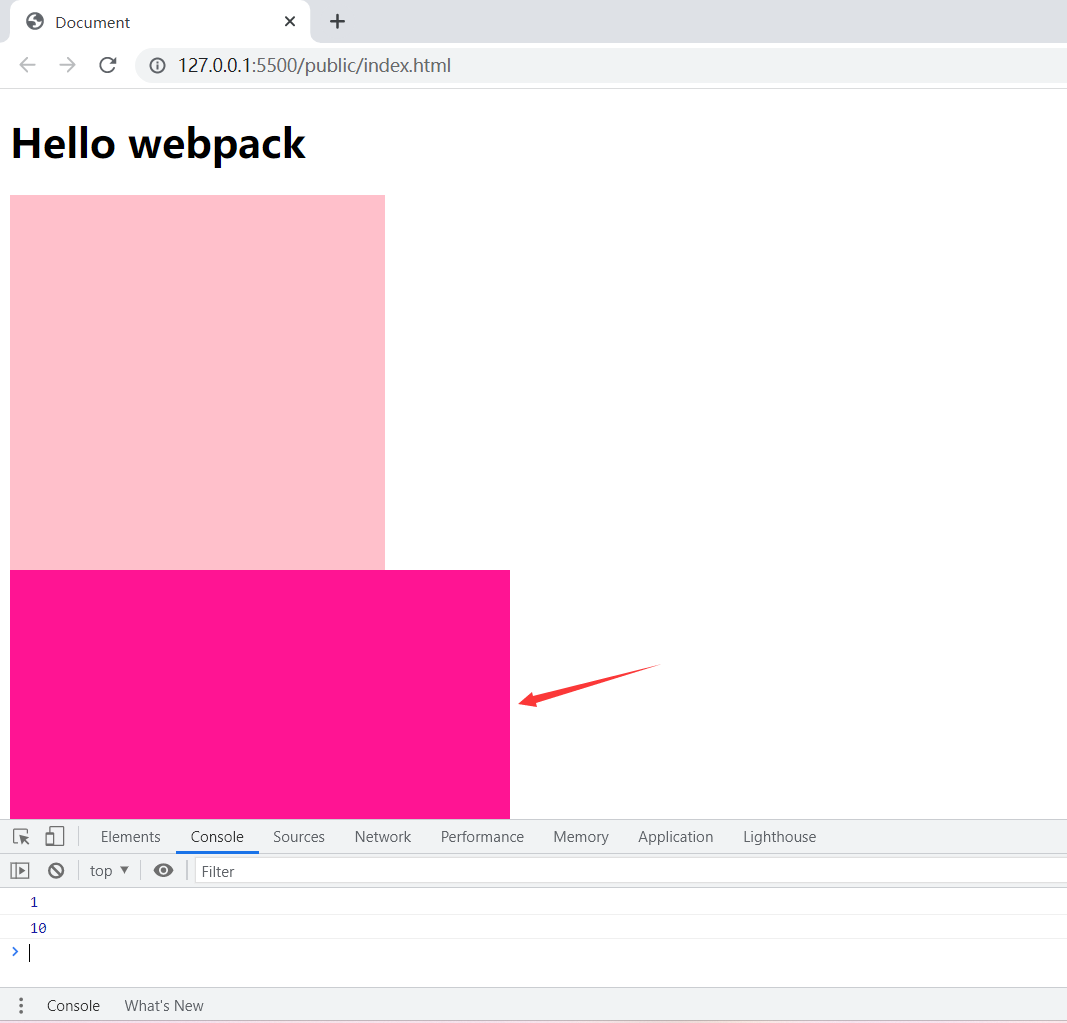 Document
127.0.0.1:5500/public/index.html
Hello webpack
Elements Console Sources Network Performance Memory Application Lighthouse
top Filter
1
10
Console What's New